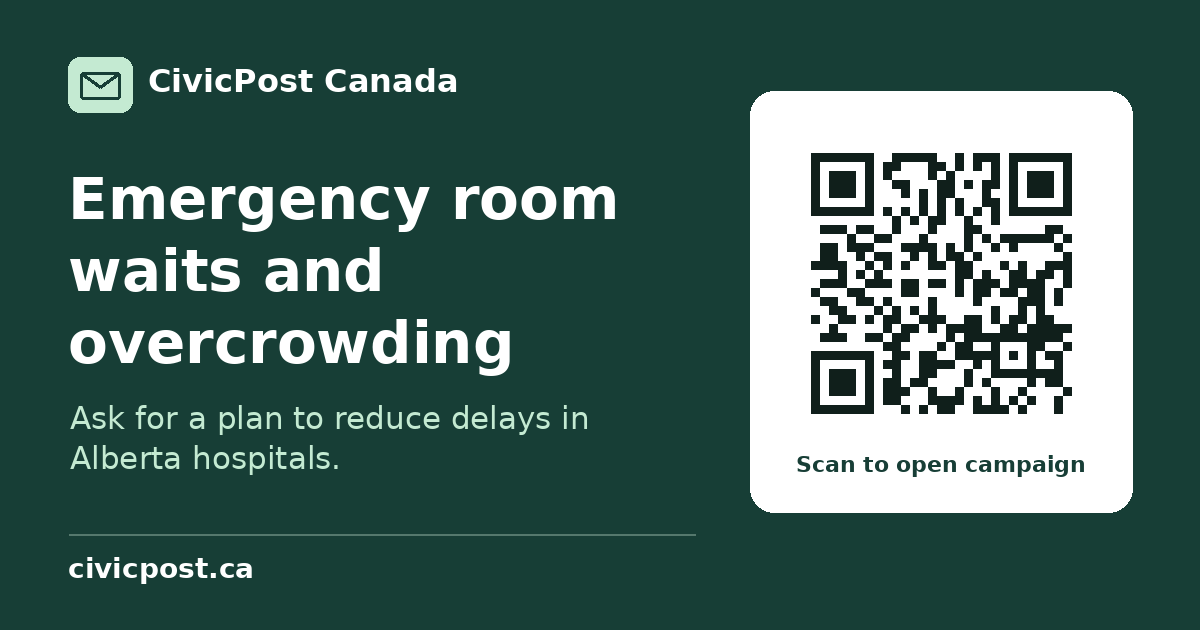 CivicPost Canada
Emergency room
waits and
overcrowding
Ask for a plan to reduce delays in
Alberta hospitals.
civicpost.ca
Scan to open campaign